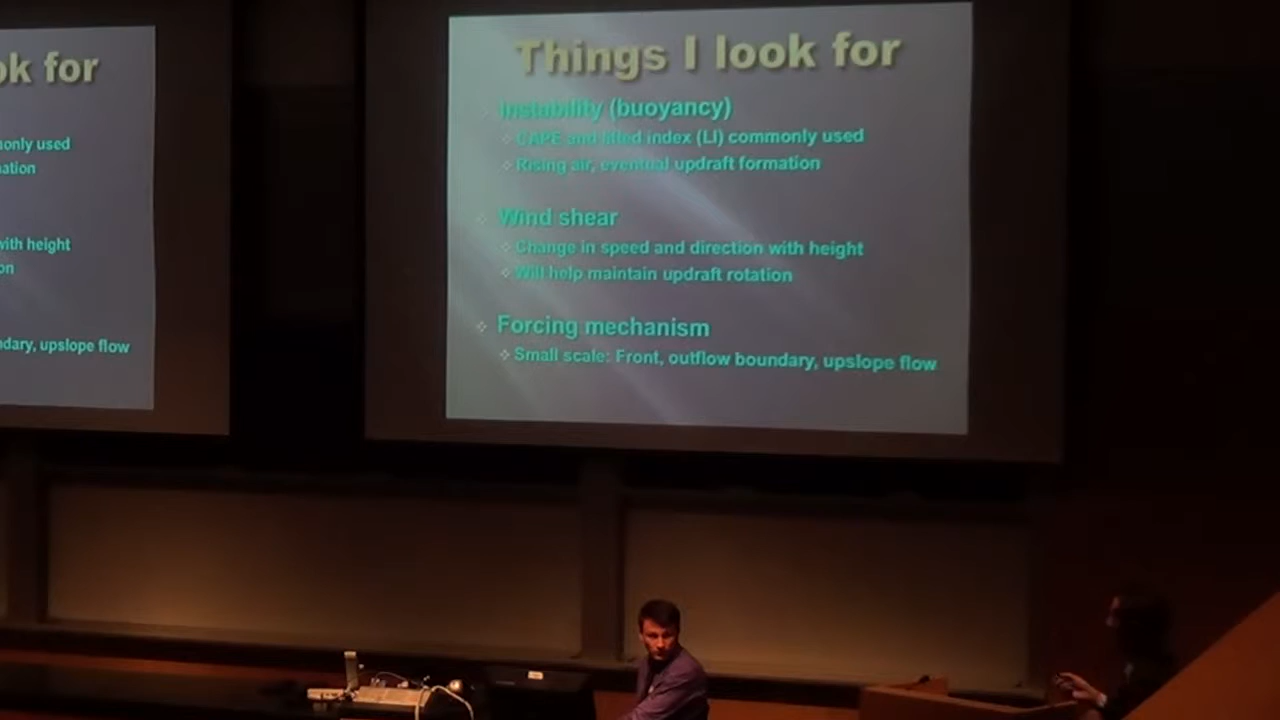 ok for
only used
ation
with height
on
dary, upslope flow
Things I look for
Instability (buoyancy)
CAPE and lifted index (LI) commonly used
Rising air, eventual updraft formation
Wind shear
Change in speed and direction with height
Will help maintain updraft rotation
Forcing mechanism
Small scale: Front, outflow boundary, upslope flow